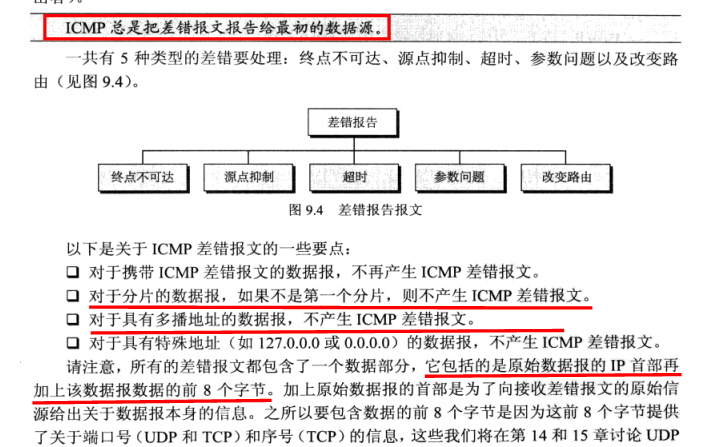 ICMP 总是把差错报文报告给最初的数据源。
一共有 5 种类型的差错要处理：终点不可达、源点抑制、超时、参数问题以及改变路
由（见图 9.4）。
差错报告
终点不可达 源点抑制 超时 参数问题 改变路由
图 9.4 差错报告报文
以下是关于 ICMP 差错报文的一些要点：
❑ 对于携带 ICMP 差错报文的数据报，不再产生 ICMP 差错报文。
❑ 对于分片的数据报，如果不是第一个分片，则不产生 ICMP 差错报文。
❑ 对于具有多播地址的数据报，不产生 ICMP 差错报文。
❑ 对于具有特殊地址（如 127.0.0.0 或 0.0.0.0）的数据报，不产生 ICMP 差错报文。
请注意，所有的差错报文都包含了一个数据部分，它包括的是原始数据报的 IP 首部再
加上该数据报数据的前 8 个字节。加上原始数据报的首部是为了向接收差错报文的原始信
源给出关于数据报本身的信息。之所以要包含数据的前 8 个字节是因为这前 8 个字节提供
了关于端口号（UDP 和 TCP）和序号（TCP）的信息，这些我们将在第 14 和 15 章讨论 UDP